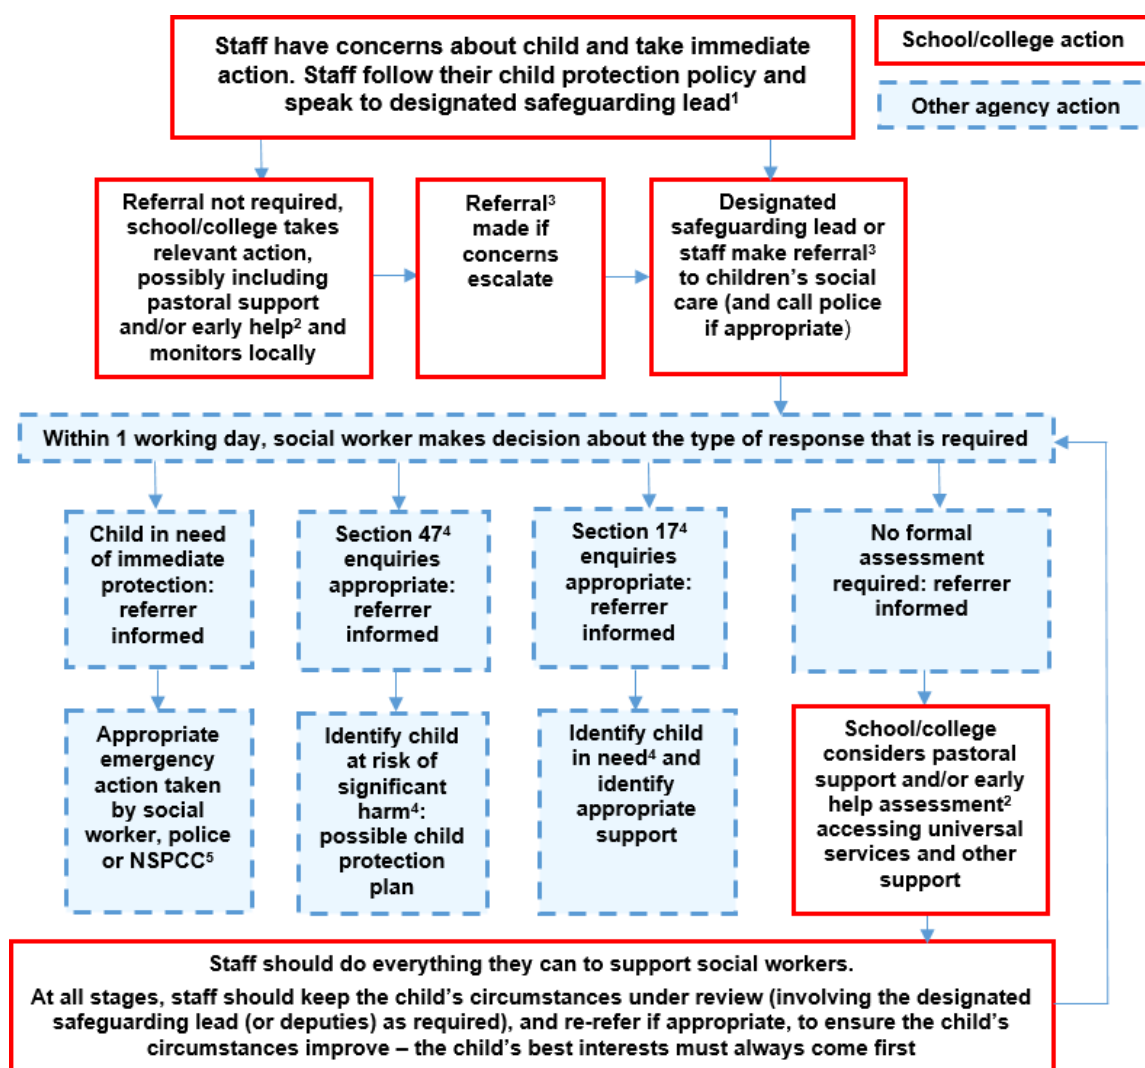 Staff have concerns about child and take immediate
action. Staff follow their child protection policy and
speak to designated safeguarding lead¹
School/college action
Other agency action
Referral not required,
school/college takes
relevant action,
possibly including
pastoral support
and/or early help² and
monitors locally
Referral³
made if
concerns
escalate
Designated
safeguarding lead or
staff make referral³
to children's social
care (and call police
if appropriate)
Within 1 working day, social worker makes decision about the type of response that is required
Child in need
of immediate
protection:
referrer
informed
Section 47⁴
enquiries
appropriate:
referrer
informed
Section 17⁴
enquiries
appropriate:
referrer
informed
No formal
assessment
required: referrer
informed
Appropriate
emergency
action taken
by social
worker, police
or NSPCC⁵
Identify child
at risk of
significant
harm⁴:
possible child
protection
plan
Identify child
in need⁴ and
identify
appropriate
support
School/college
considers pastoral
support and/or early
help assessment²
accessing universal
services and other
support
Staff should do everything they can to support social workers.
At all stages, staff should keep the child's circumstances under review (involving the designated
safeguarding lead (or deputies) as required), and re-refer if appropriate, to ensure the child's
circumstances improve – the child's best interests must always come first